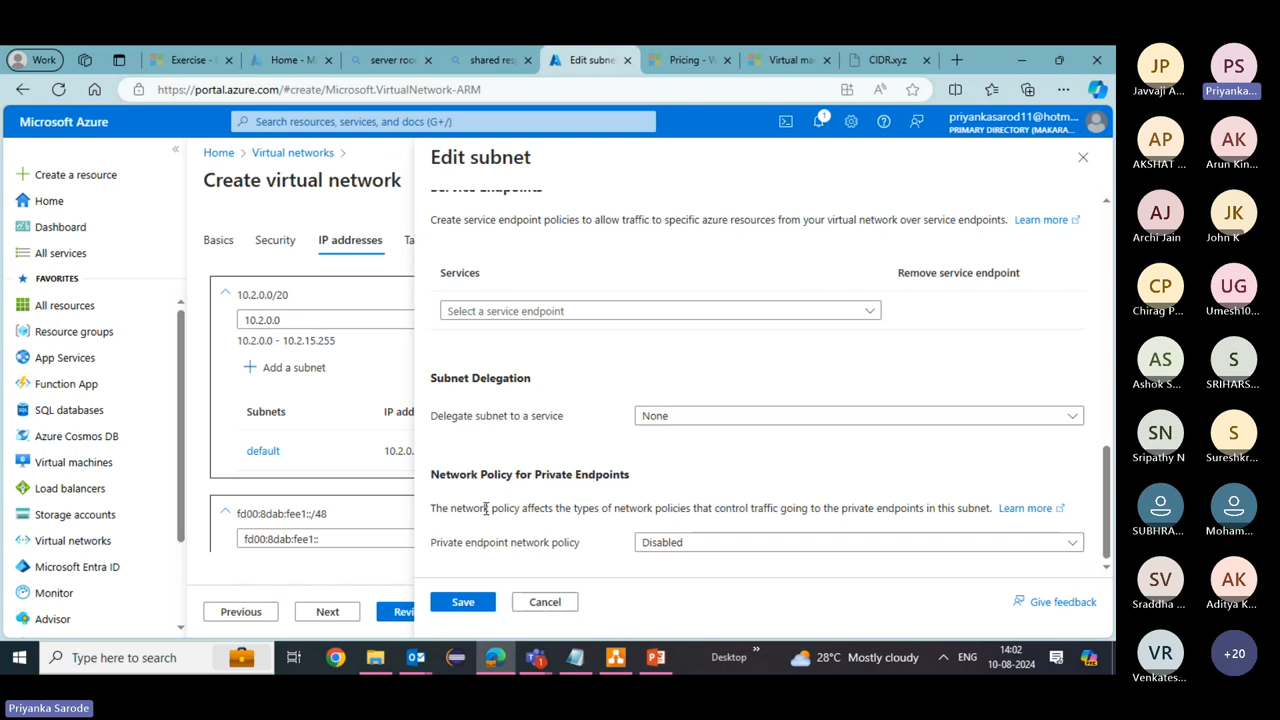 Work
Exercise - 
Home - Mi
server roor
shared res
Edit subne
Pricing - W
Virtual ma
CIDR.xyz
https://portal.azure.com/#create/Microsoft.VirtualNetwork-ARM
Microsoft Azure
Search resources, services, and docs (G+/)
1
priyankasarod11@hotm...
PRIMARY DIRECTORY (MAKARA...
Create a resource
Home
Dashboard
All services
FAVORITES
All resources
Resource groups
App Services
Function App
SQL databases
Azure Cosmos DB
Virtual machines
Load balancers
Storage accounts
Virtual networks
Microsoft Entra ID
Monitor
Advisor
Home > Virtual networks >
Create virtual network
Basics
Security
IP addresses
Ta
10.2.0.0/20
10.2.0.0
10.2.0.0 - 10.2.15.255
Add a subnet
Subnets
IP add
default
10.2.0.
fd00:8dab:fee1::/48
fd00:8dab:fee1::
Previous
Next
Revi
Edit subnet
Service Endpoints
Create service endpoint policies to allow traffic to specific azure resources from your virtual network over service endpoints. Learn more
Services
Remove service endpoint
Select a service endpoint
Subnet Delegation
Delegate subnet to a service
None
Network Policy for Private Endpoints
The network policy affects the types of network policies that control traffic going to the private endpoints in this subnet. Learn more
Private endpoint network policy
Disabled
Save
Cancel
Give feedback
Type here to search
Desktop
28°C Mostly cloudy
ENG
14:02
10-08-2024
JP
Javvaji A...
PS
Priyanka...
AP
AKSHAT ...
AK
Arun Kin...
AJ
Archi Jain
JK
John K
CP
Chirag P...
UG
Umesh10...
AS
Ashok S...
S
SRIHARS...
SN
Sripathy N
S
Sureshkr...
SUBHRA...
Moham...
SV
Sraddha ...
AK
Aditya K...
VR
Venkates...
+20
Priyanka Sarode